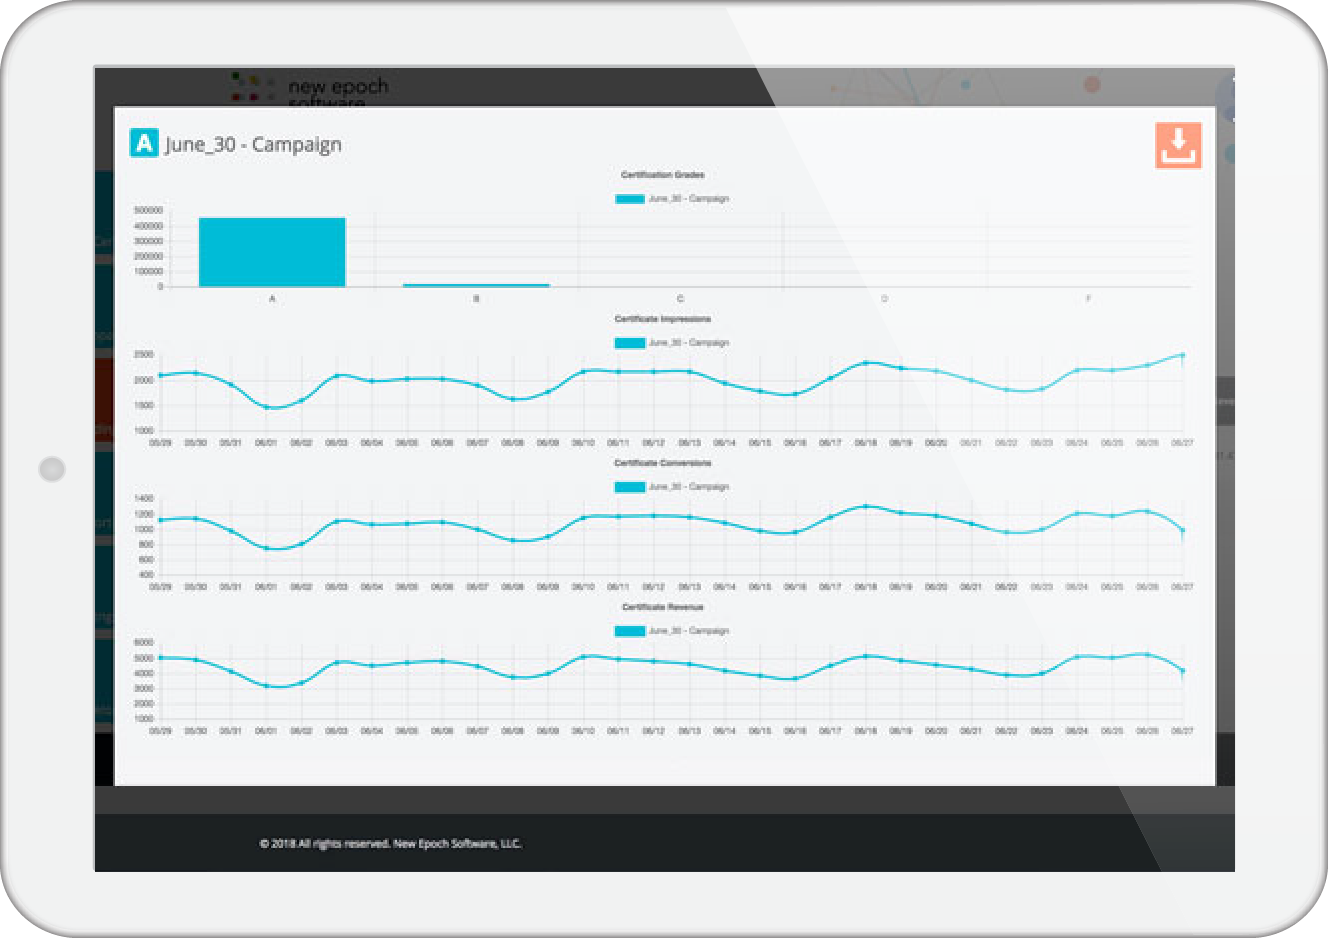 new epoch
software
A June_30 - Campaign
Certification Grades
June_30 - Campaign
500000
400000
300000
200000
100000
0
A B C D F
Certificate Impressions
June_30 - Campaign
2500
2000
1500
1000
05/29 05/30 05/31 06/01 06/02 06/03 06/04 06/05 06/06 06/07 06/08 06/09 06/10 06/11 06/12 06/13 06/14 06/15 06/16 06/17 06/18 06/19 06/20 06/21 06/22 06/23 06/24 06/25 06/26 06/27
Certificate Conversions
June_30 - Campaign
1400
1200
1000
800
600
400
05/29 05/30 05/31 06/01 06/02 06/03 06/04 06/05 06/06 06/07 06/08 06/09 06/10 06/11 06/12 06/13 06/14 06/15 06/16 06/17 06/18 06/19 06/20 06/21 06/22 06/23 06/24 06/25 06/26 06/27
Certificate Revenue
June_30 - Campaign
6000
5000
4000
3000
2000
1000
05/29 05/30 05/31 06/01 06/02 06/03 06/04 06/05 06/06 06/07 06/08 06/09 06/10 06/11 06/12 06/13 06/14 06/15 06/16 06/17 06/18 06/19 06/20 06/21 06/22 06/23 06/24 06/25 06/26 06/27
© 2018 All rights reserved. New Epoch Software, LLC.